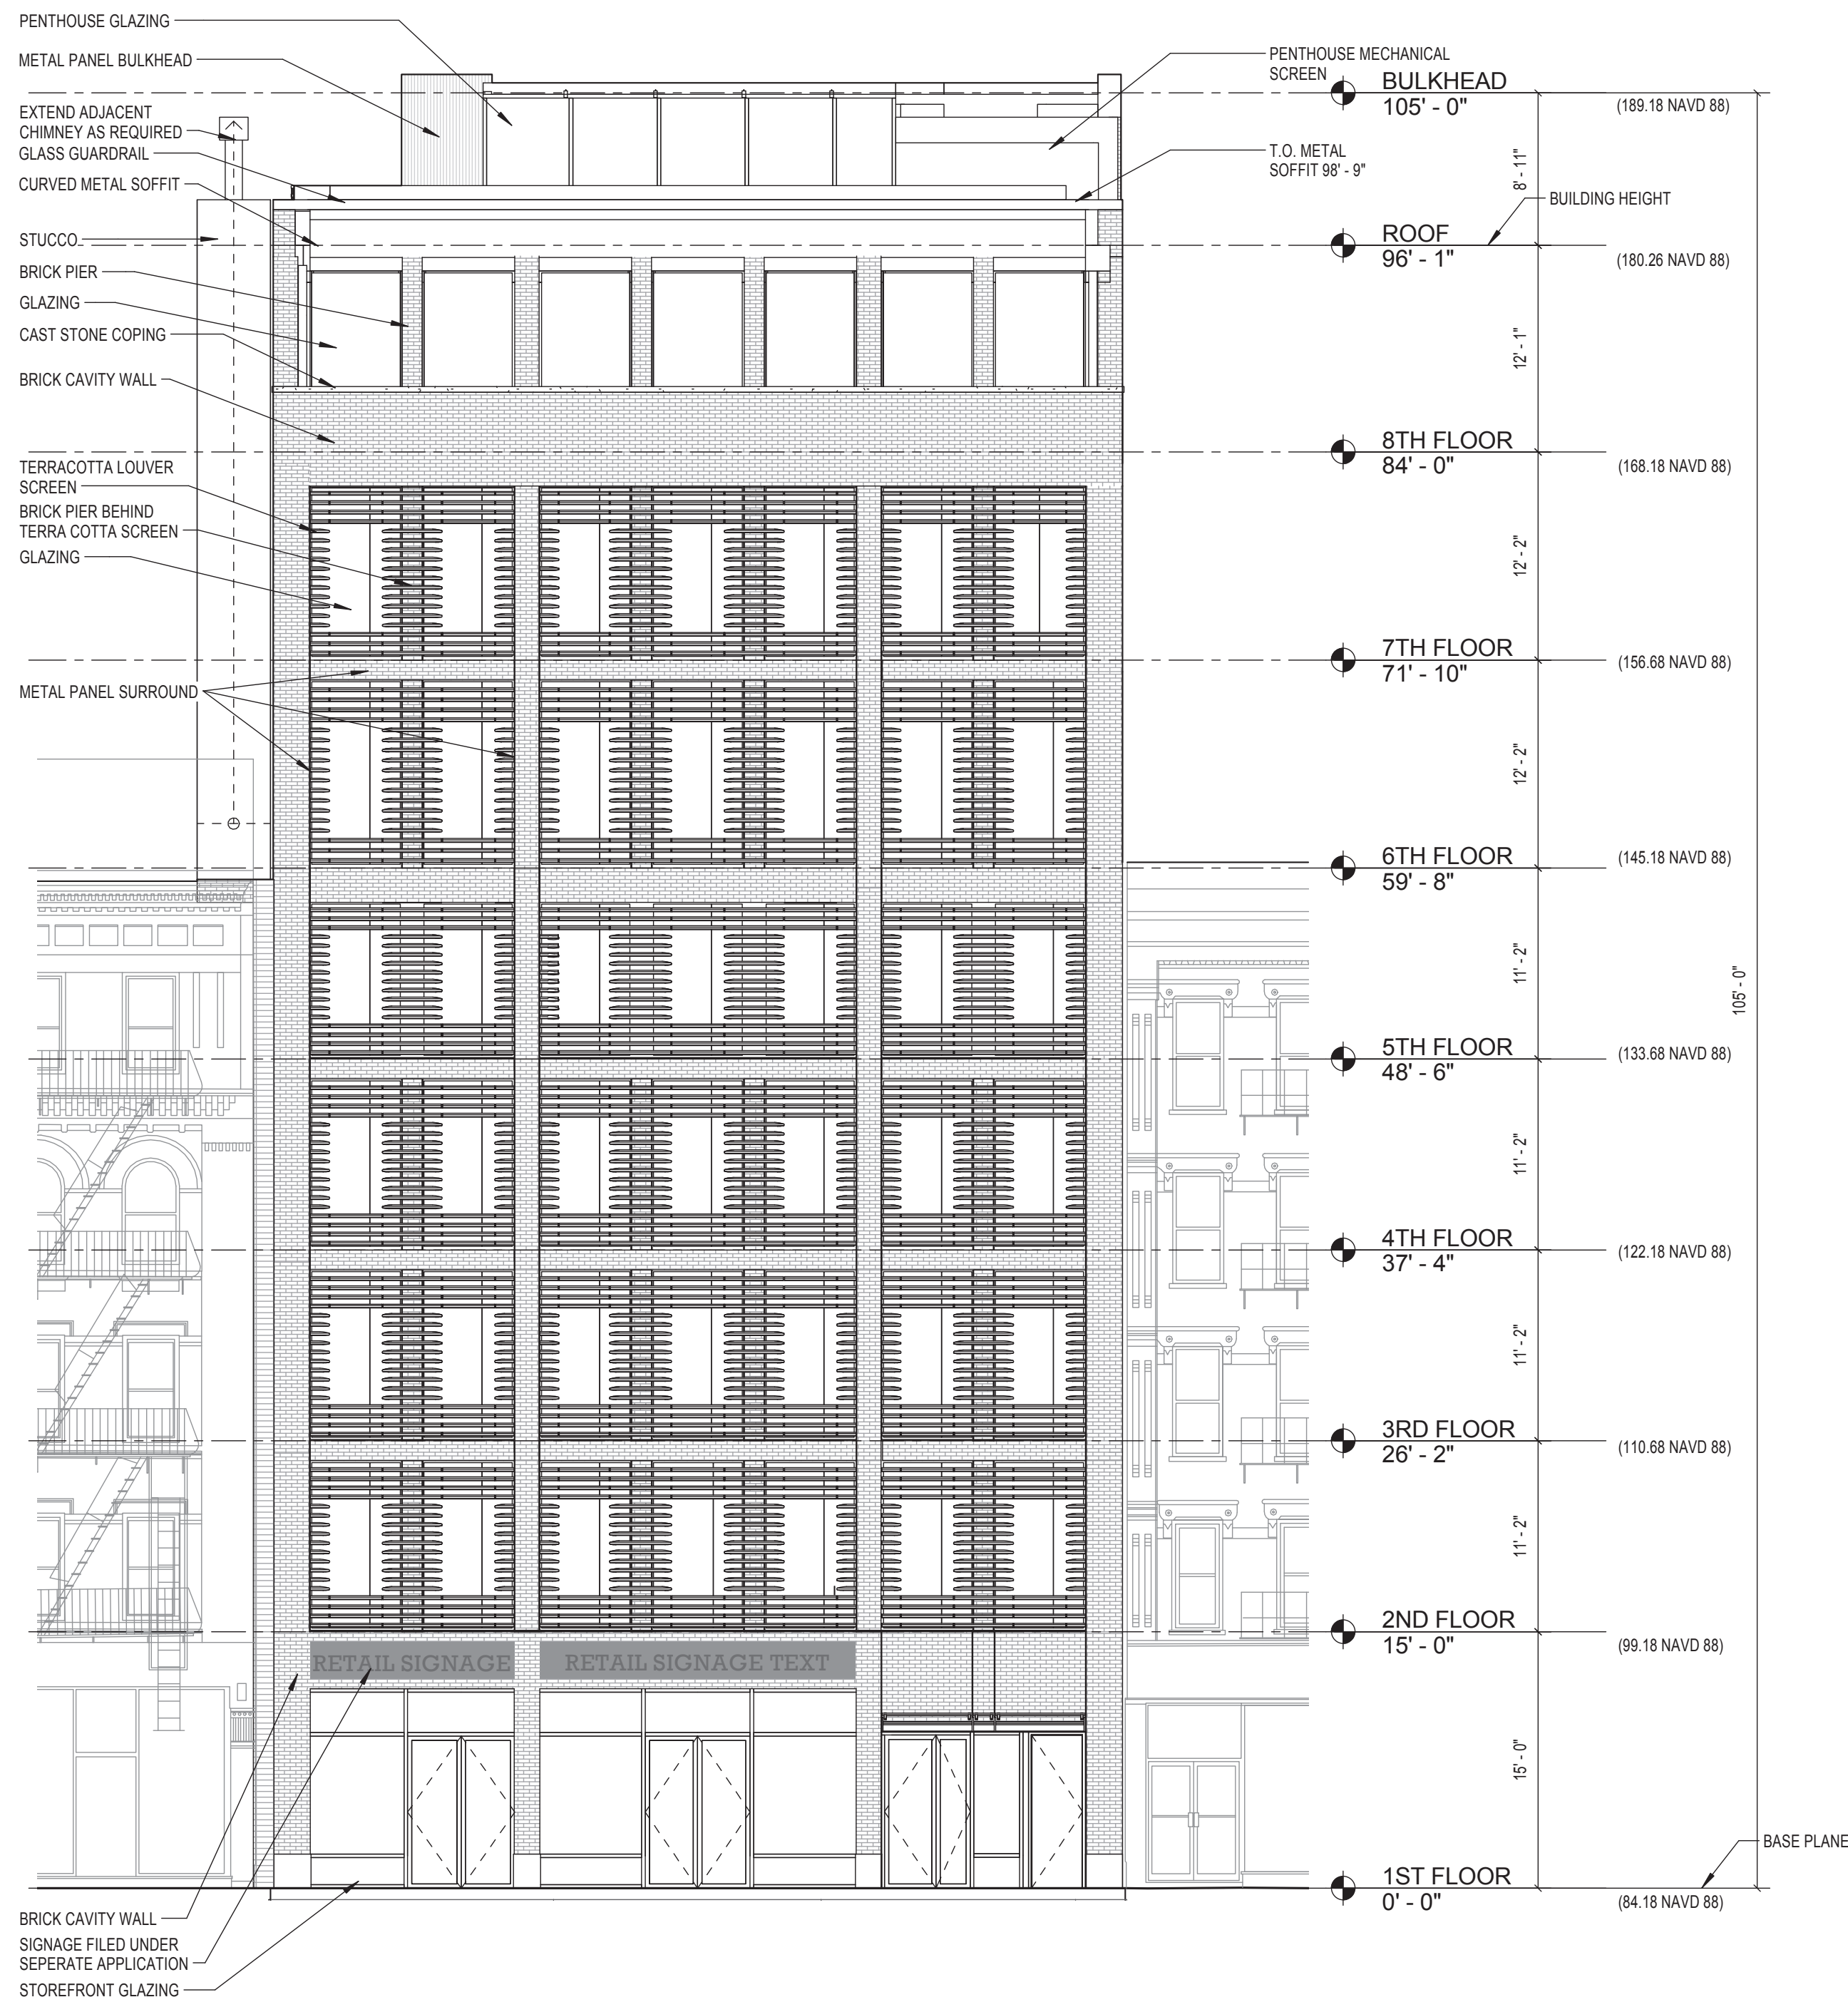 PENTHOUSE GLAZING
METAL PANEL BULKHEAD
EXTEND ADJACENT
CHIMNEY AS REQUIRED
GLASS GUARDRAIL
CURVED METAL SOFFIT
STUCCO
BRICK PIER
GLAZING
CAST STONE COPING
BRICK CAVITY WALL
TERRACOTTA LOUVER
SCREEN
BRICK PIER BEHIND
TERRA COTTA SCREEN
GLAZING
METAL PANEL SURROUND
RETAIL SIGNAGE
RETAIL SIGNAGE TEXT
BRICK CAVITY WALL
SIGNAGE FILED UNDER
SEPERATE APPLICATION
STOREFRONT GLAZING
PENTHOUSE MECHANICAL
SCREEN
T.O. METAL
SOFFIT 98' - 9"
BUILDING HEIGHT
BULKHEAD
105' - 0"
(189.18 NAVD 88)
8' - 11"
ROOF
96' - 1"
(180.26 NAVD 88)
12' - 1"
8TH FLOOR
84' - 0"
(168.18 NAVD 88)
12' - 2"
7TH FLOOR
71' - 10"
(156.68 NAVD 88)
12' - 2"
6TH FLOOR
59' - 8"
(145.18 NAVD 88)
11' - 2"
105' - 0"
5TH FLOOR
48' - 6"
(133.68 NAVD 88)
11' - 2"
4TH FLOOR
37' - 4"
(122.18 NAVD 88)
11' - 2"
3RD FLOOR
26' - 2"
(110.68 NAVD 88)
11' - 2"
2ND FLOOR
15' - 0"
(99.18 NAVD 88)
15' - 0"
BASE PLANE
1ST FLOOR
0' - 0"
(84.18 NAVD 88)